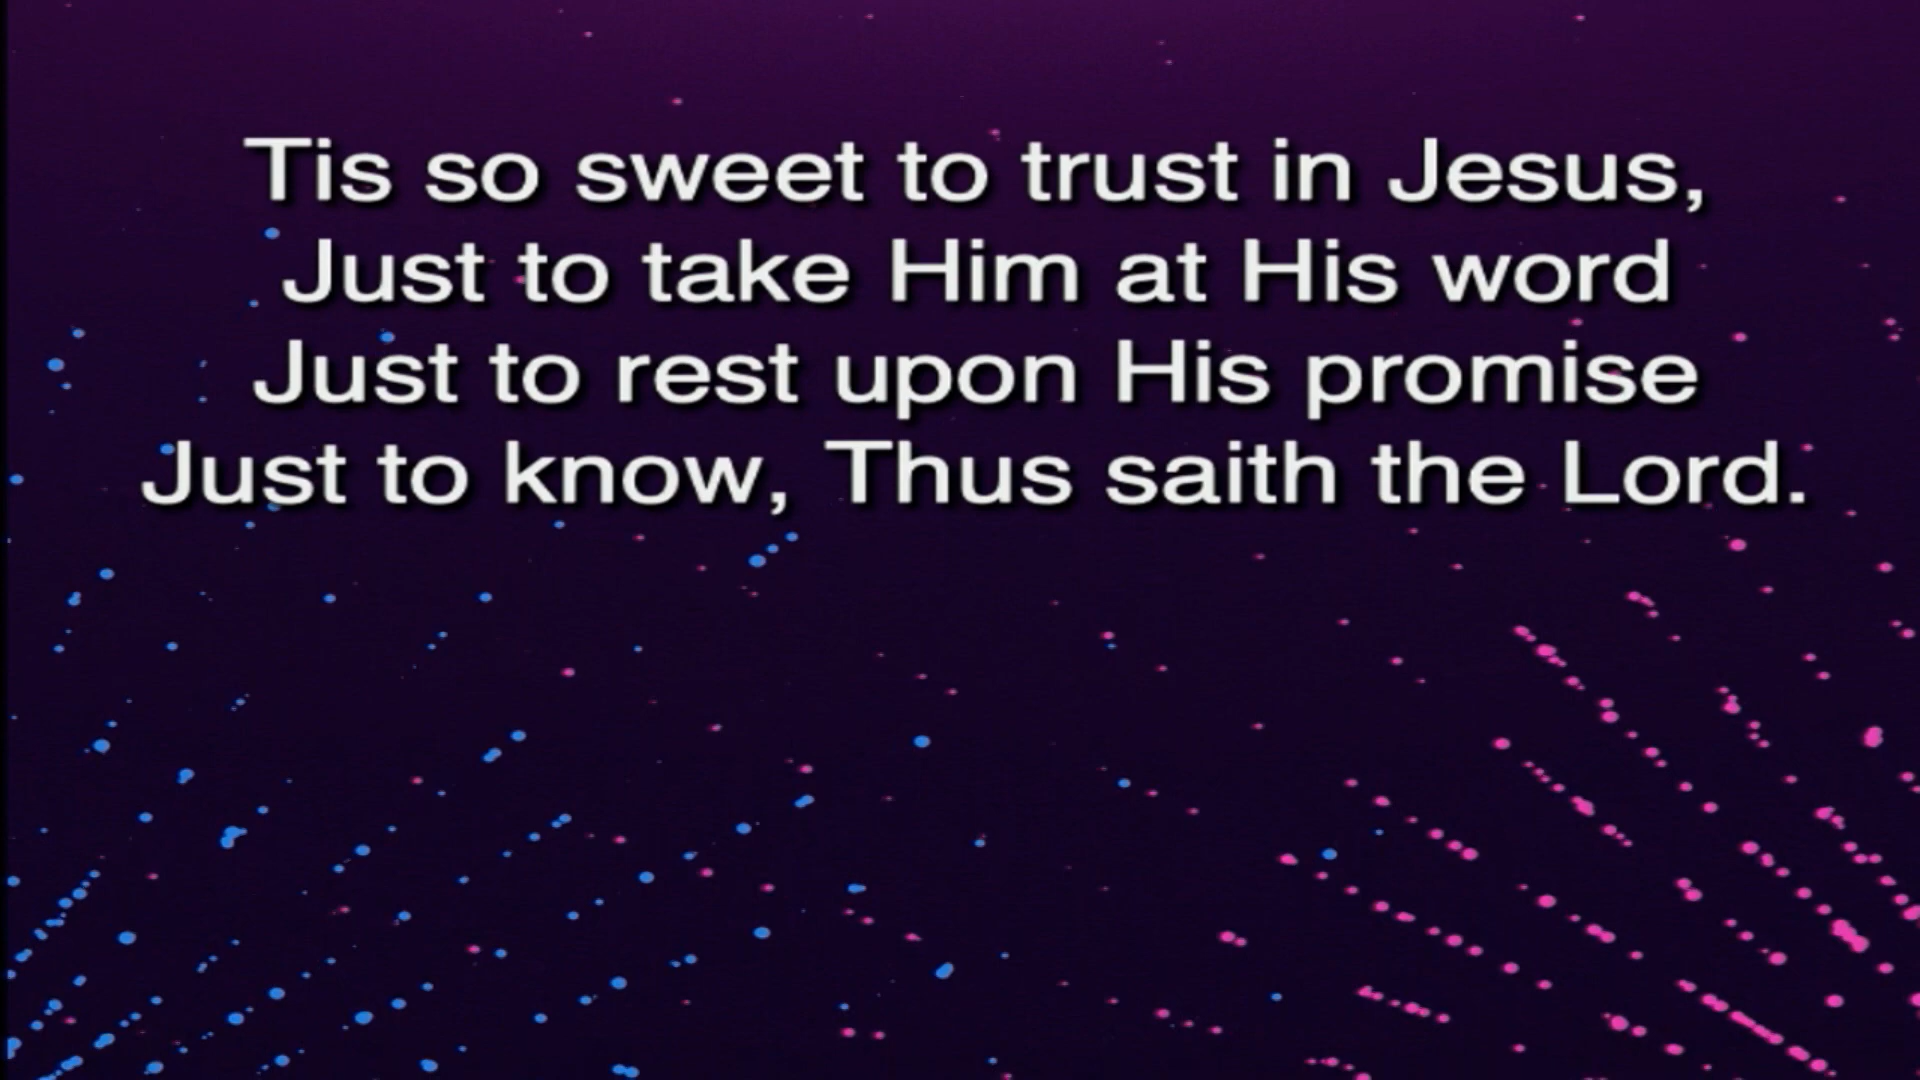 Tis so sweet to trust in Jesus,
Just to take Him at His word
Just to rest upon His promise
Just to know, Thus saith the Lord.